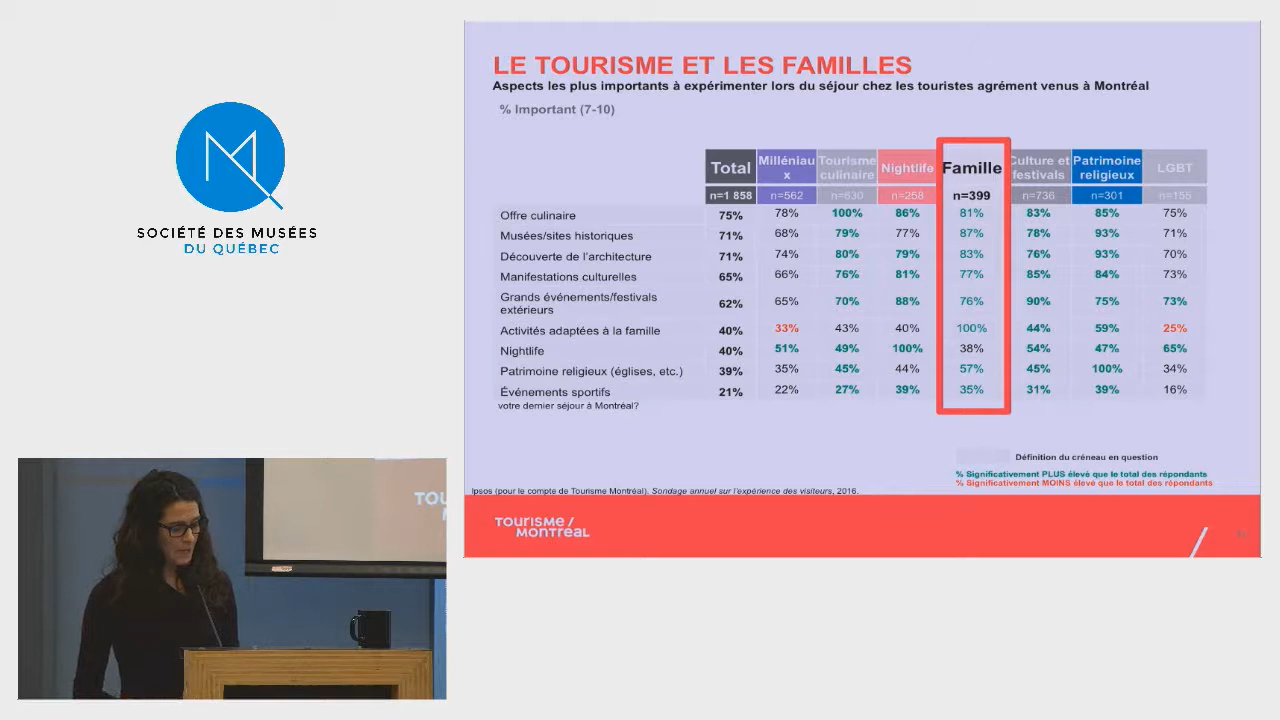 SOCIÉTÉ DES MUSÉES
DU QUÉBEC
LE TOURISME ET LES FAMILLES
Aspects les plus importants à expérimenter lors du séjour chez les touristes agrément venus à Montréal
% Important (7-10)
Total Milléniau x Tourisme culinaire Nightlife Famille Culture et festivals Patrimoine religieux LGBT
n=1 858 n=562 n=630 n=258 n=399 n=736 n=301 n=155
Offre culinaire 75% 78% 100% 86% 81% 83% 85% 75%
Musées/sites historiques 71% 68% 79% 77% 87% 78% 93% 71%
Découverte de l'architecture 71% 74% 80% 79% 83% 76% 93% 70%
Manifestations culturelles 65% 66% 76% 81% 77% 85% 84% 73%
Grands événements/festivals
extérieurs 62% 65% 70% 88% 76% 90% 75% 73%
Activités adaptées à la famille 40% 33% 43% 40% 100% 44% 59% 25%
Nightlife 40% 51% 49% 100% 38% 54% 47% 65%
Patrimoine religieux (églises, etc.) 39% 35% 45% 44% 57% 45% 100% 34%
Événements sportifs 21% 22% 27% 39% 35% 31% 39% 16%
votre dernier séjour à Montréal?
Définition du créneau en question
% Significativement PLUS élevé que le total des répondants
% Significativement MOINS élevé que le total des répondants
Ipsos (pour le compte de Tourisme Montréal), Sondage annuel sur l'expérience des visiteurs, 2016.
TOURISME /
MONTRÉAL
TOU